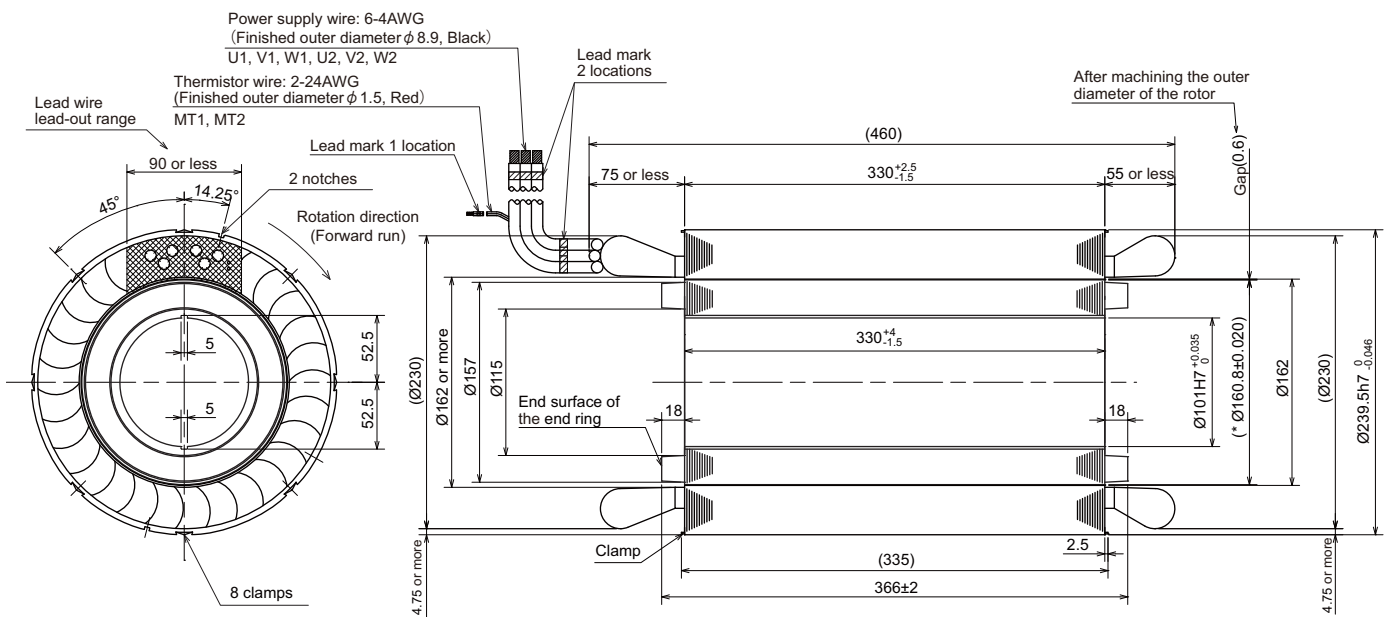 Power supply wire: 6-4AWG
(Finished outer diameter ϕ 8.9, Black)
U1, V1, W1, U2, V2, W2
Thermistor wire: 2-24AWG
(Finished outer diameter ϕ 1.5, Red)
MT1, MT2
Lead mark
2 locations
After machining the outer
diameter of the rotor
Lead wire
lead-out range
Lead mark 1 location
90 or less
2 notches
45°
14.25°
Rotation direction
(Forward run)
5
5
52.5
52.5
8 clamps
(460)
75 or less
330 +2.5 -1.5
55 or less
Gap(0.6)
330 +4 -1.5
(Ø230)
Ø162 or more
Ø157
Ø115
End surface of
the end ring
18
18
Ø101H7 +0.035 0
(* Ø160.8±0.020)
Ø162
(Ø230)
Ø239.5h7 0 -0.046
Clamp
2.5
(335)
366±2
4.75 or more
4.75 or more